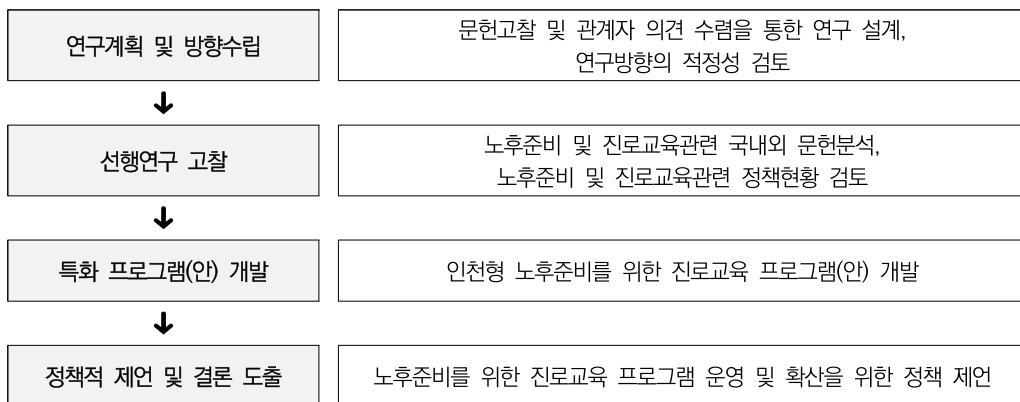 연구계획 및 방향수립
문헌고찰 및 관계자 의견 수렴을 통한 연구 설계,
연구방향의 적정성 검토
선행연구 고찰
노후준비 및 진로교육관련 국내외 문헌분석,
노후준비 및 진로교육관련 정책현황 검토
특화 프로그램(안) 개발
인천형 노후준비를 위한 진로교육 프로그램(안) 개발
정책적 제언 및 결론 도출
노후준비를 위한 진로교육 프로그램 운영 및 확산을 위한 정책 제언